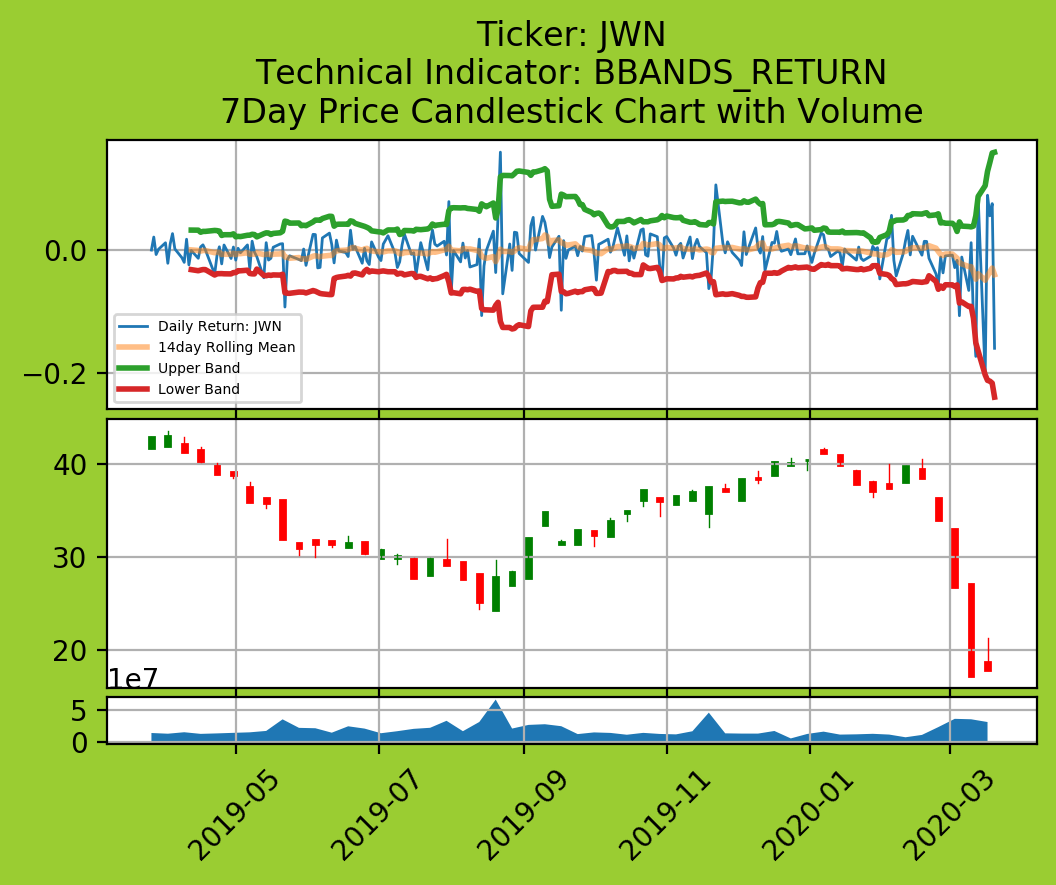 Ticker: JWN
Technical Indicator: BBANDS_RETURN
7Day Price Candlestick Chart with Volume
0.0
−0.2
Daily Return: JWN
14day Rolling Mean
Upper Band
Lower Band
40
30
20
1e7
5
0
2019-05
2019-07
2019-09
2019-11
2020-01
2020-03